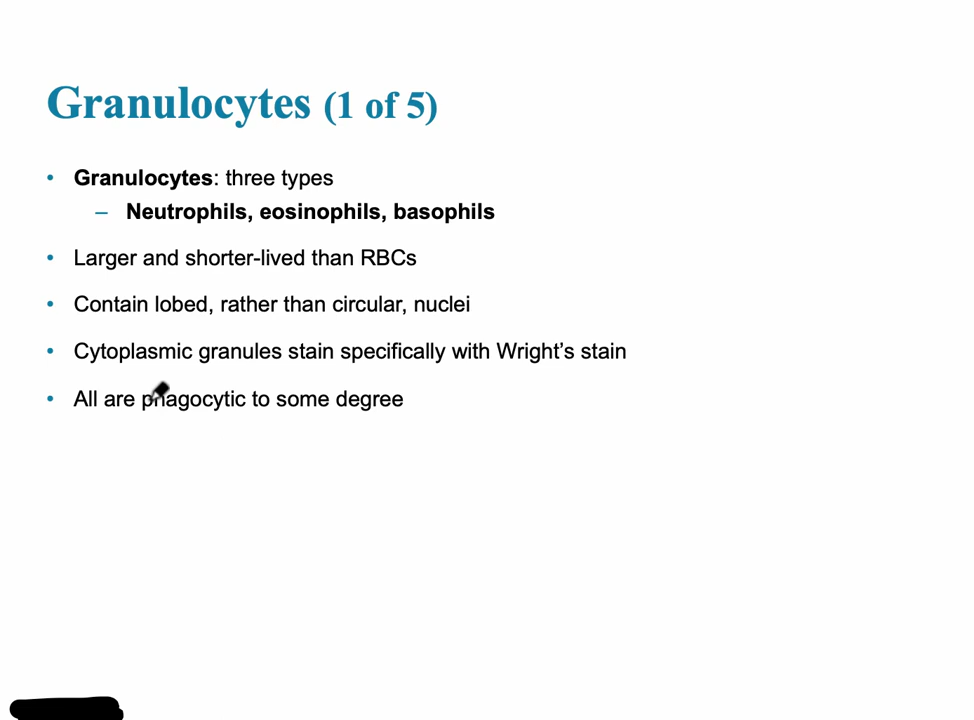 Granulocytes (1 of 5)
• Granulocytes: three types
– Neutrophils, eosinophils, basophils
• Larger and shorter-lived than RBCs
• Contain lobed, rather than circular, nuclei
• Cytoplasmic granules stain specifically with Wright’s stain
• All are phagocytic to some degree